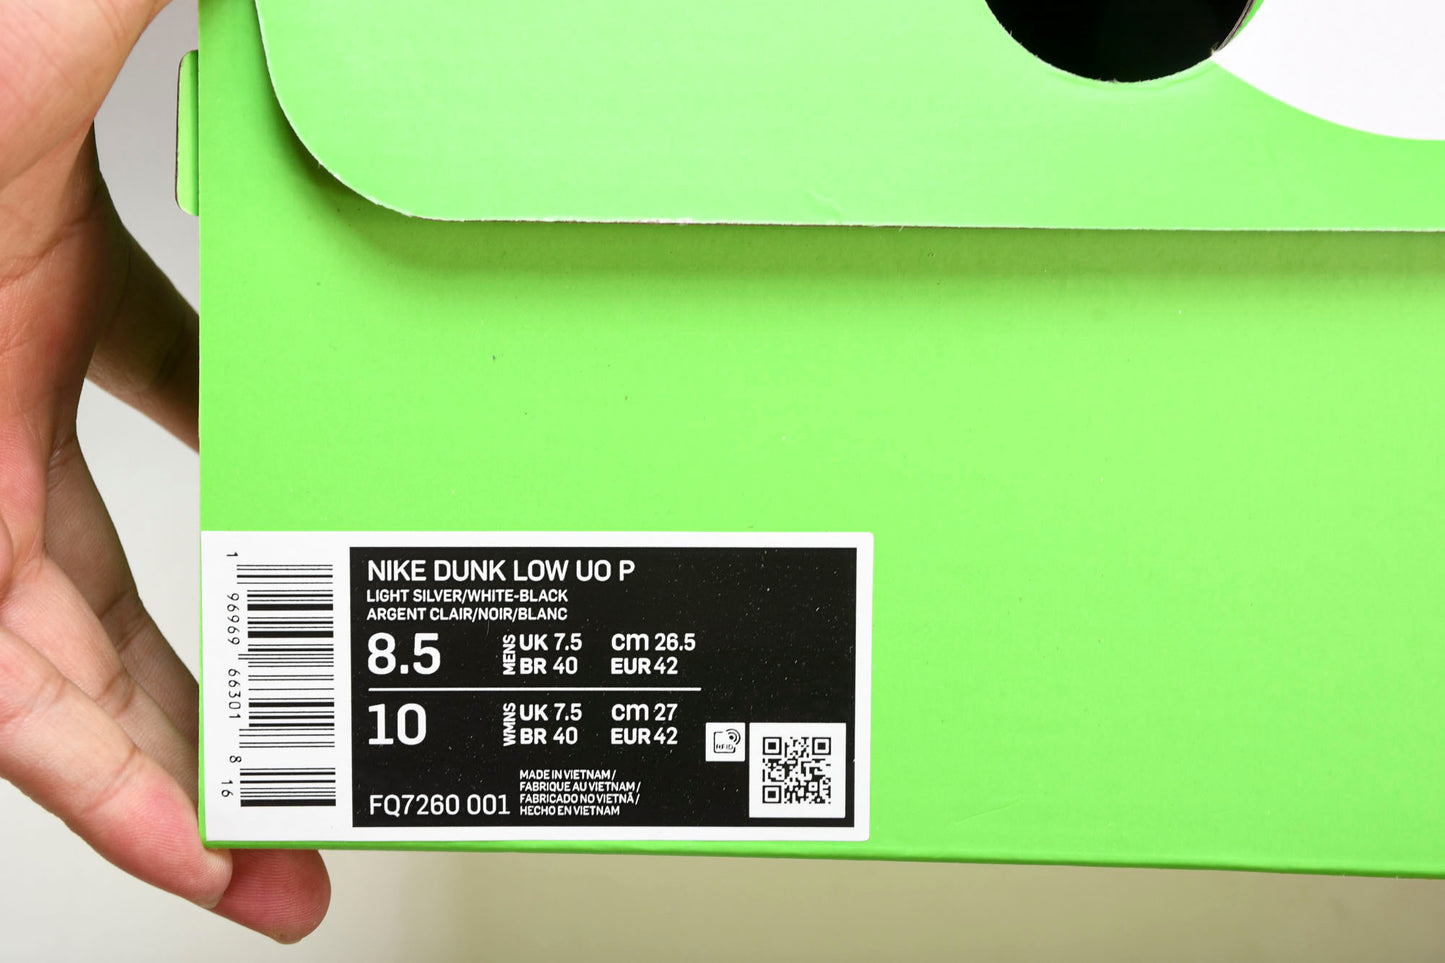 1 96969 66301 8 16
NIKE DUNK LOW UO P
LIGHT SILVER/WHITE-BLACK
ARGENT CLAIR/NOIR/BLANC
8.5 MENS UK 7.5 cm 26.5
BR 40 EUR 42
10 WMNS UK 7.5 cm 27
BR 40 EUR 42
RFID
MADE IN VIETNAM /
FABRIQUE AU VIETNAM /
FABRICADO NO VIETNÃ /
HECHO EN VIETNAM
FQ7260 001